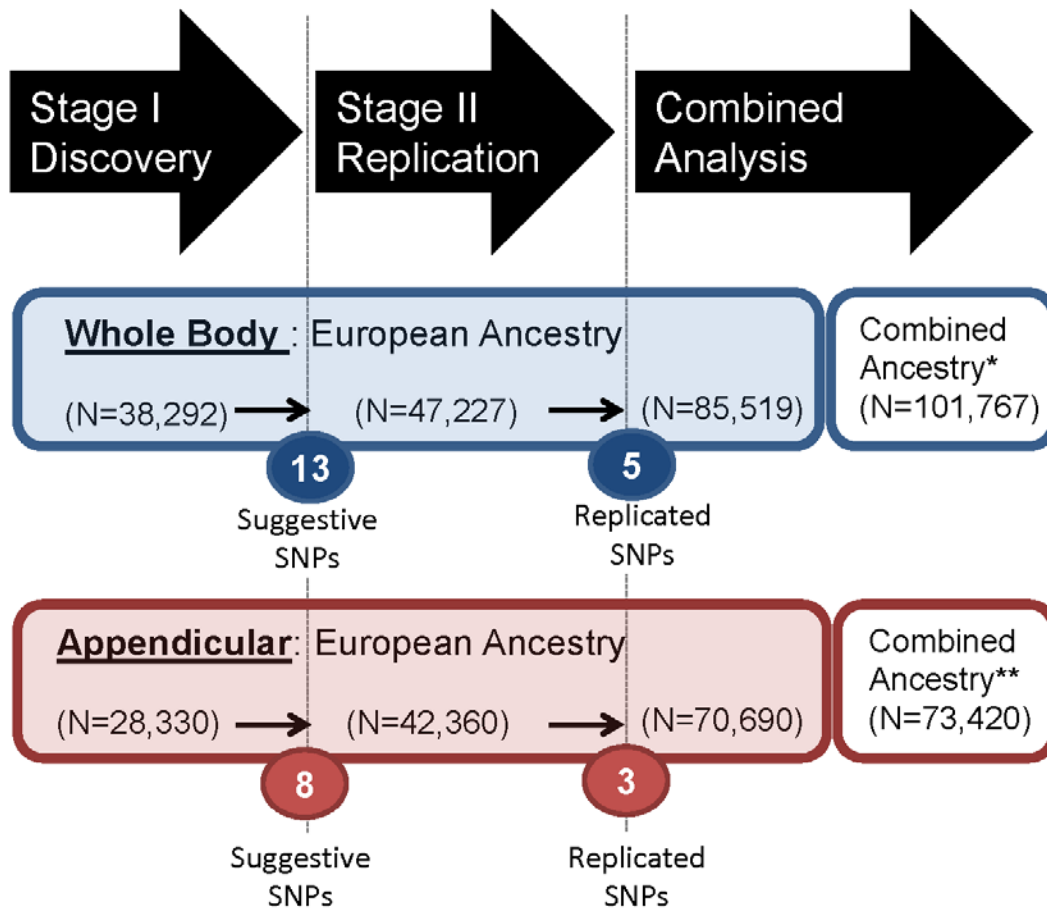 Stage I
Discovery
Stage II
Replication
Combined
Analysis
Whole Body : European Ancestry
(N=38,292)
(N=47,227)
(N=85,519)
Combined
Ancestry*
(N=101,767)
13
Suggestive
SNPs
5
Replicated
SNPs
Appendicular: European Ancestry
(N=28,330)
(N=42,360)
(N=70,690)
Combined
Ancestry**
(N=73,420)
8
Suggestive
SNPs
3
Replicated
SNPs